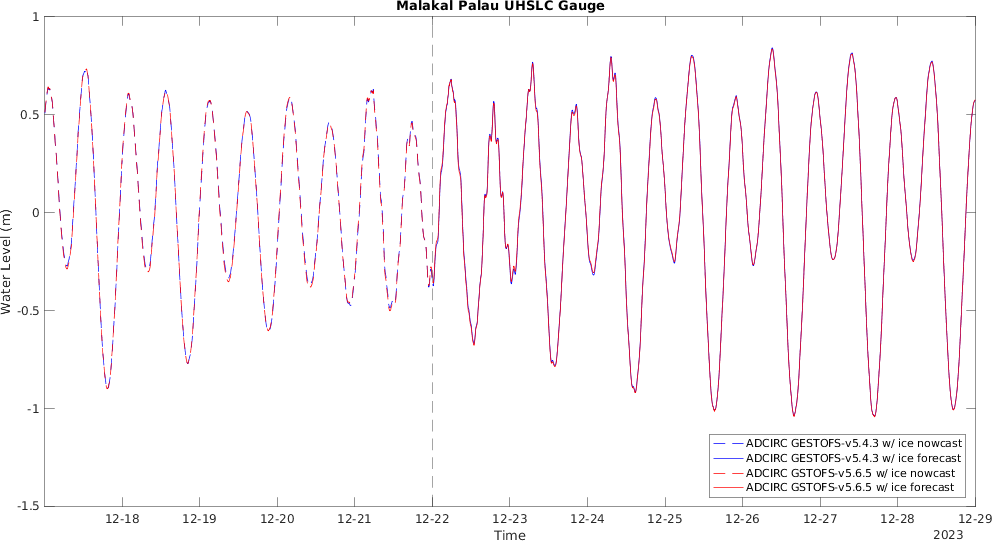 Malakal Palau UHSLC Gauge
1
0.5
0
-0.5
-1
-1.5
Water Level (m)
ADCIRC GESTOFS-v5.4.3 w/ ice nowcast
ADCIRC GESTOFS-v5.4.3 w/ ice forecast
ADCIRC GSTOFS-v5.6.5 w/ ice nowcast
ADCIRC GSTOFS-v5.6.5 w/ ice forecast
12-18 12-19 12-20 12-21 12-22 12-23 12-24 12-25 12-26 12-27 12-28 12-29
Time
2023